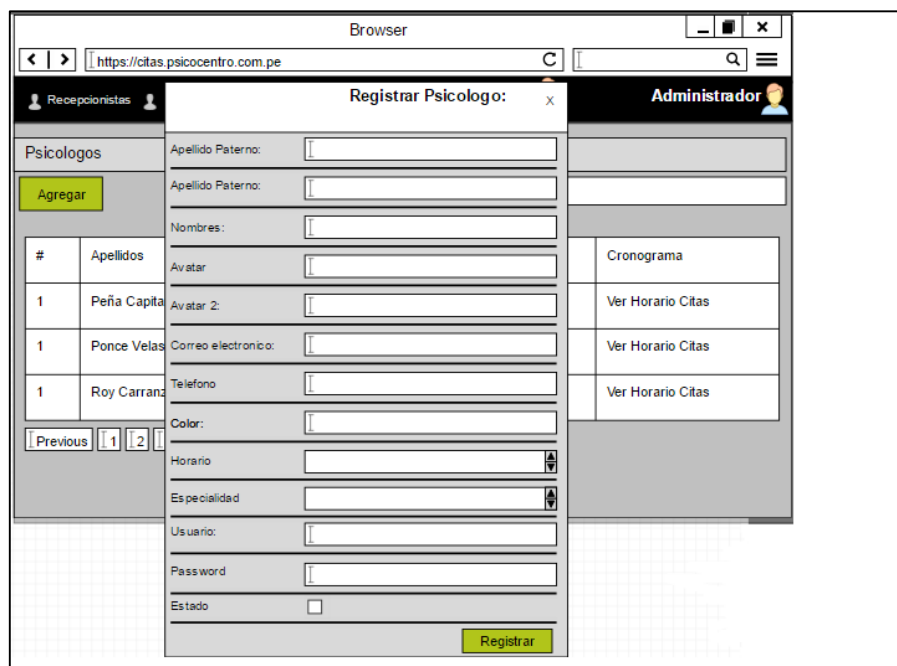 Browser
https://citas.psicocentro.com.pe
Recepcionistas
Administrador
Registrar Psicologo:
X
Psicologos
Agregar
Apellido Paterno:
Apellido Paterno:
Nombres:
Avatar
Avatar 2:
Correo electronico:
Telefono
Color:
Horario
Especialidad
Usuario:
Password
Estado
Registrar
# Apellidos Cronograma
1 Peña Capita Ver Horario Citas
1 Ponce Velas Ver Horario Citas
1 Roy Carranz Ver Horario Citas
Previous 1 2